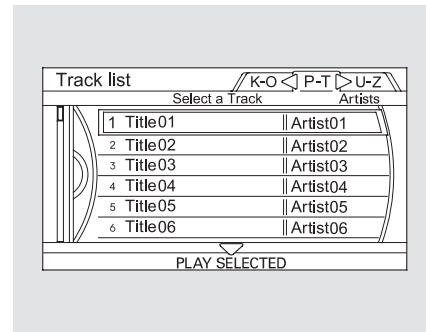 Track list K-O P-T U-Z
Select a Track Artists
1 Title01 Artist01
2 Title02 Artist02
3 Title03 Artist03
4 Title04 Artist04
5 Title05 Artist05
6 Title06 Artist06
PLAY SELECTED